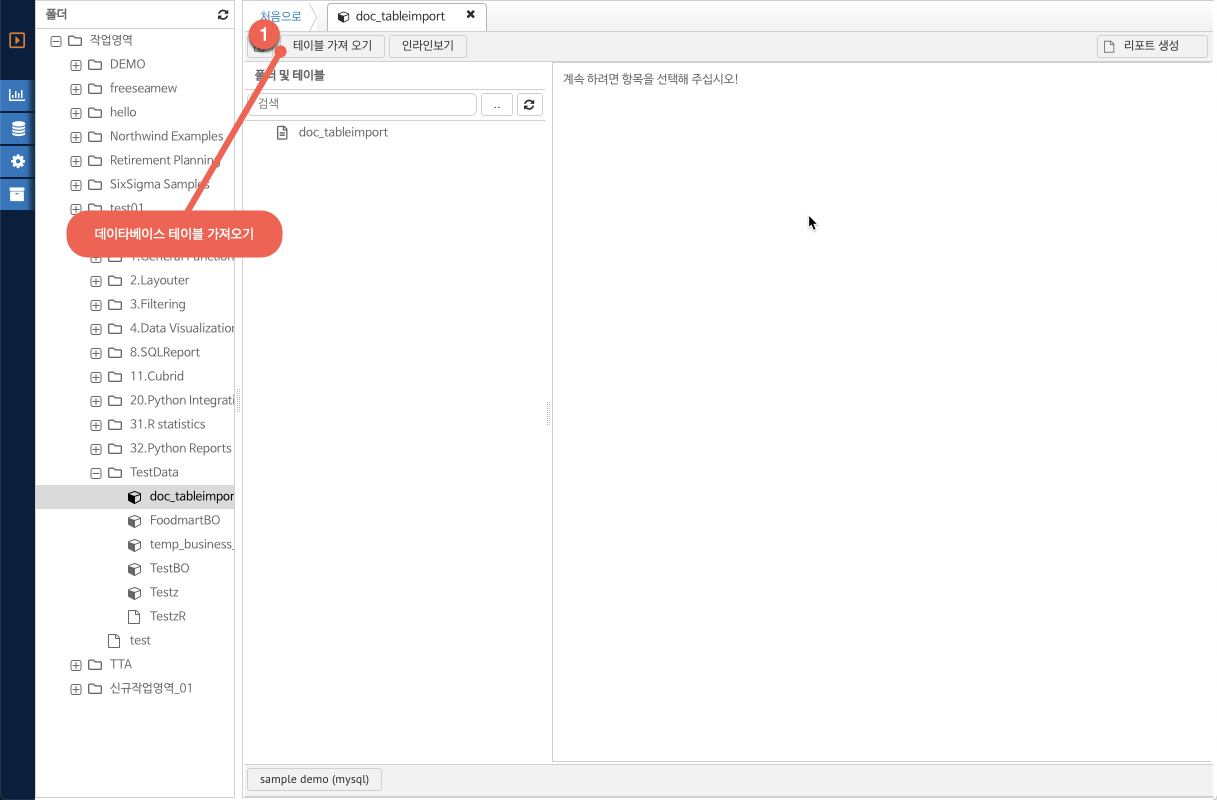 폴더
작업영역
DEMO
freeseamew
hello
Northwind Examples
Retirement Planning
SixSigma Samples
test01
1.General Function
2.Layouter
3.Filtering
4.Data Visualization
8.SQLReport
11.Cubrid
20.Python Integrati
31.R statistics
32.Python Reports
TestData
doc_tableimpor
FoodmartBO
temp_business_
TestBO
Testz
TestzR
test
TTA
신규작업영역_01
데이타베이스 테이블 가져오기
1
처음으로
doc_tableimport
테이블 가져 오기
인라인보기
리포트 생성
폴더 및 테이블
검색
..
doc_tableimport
계속 하려면 항목을 선택해 주십시오!
sample demo (mysql)